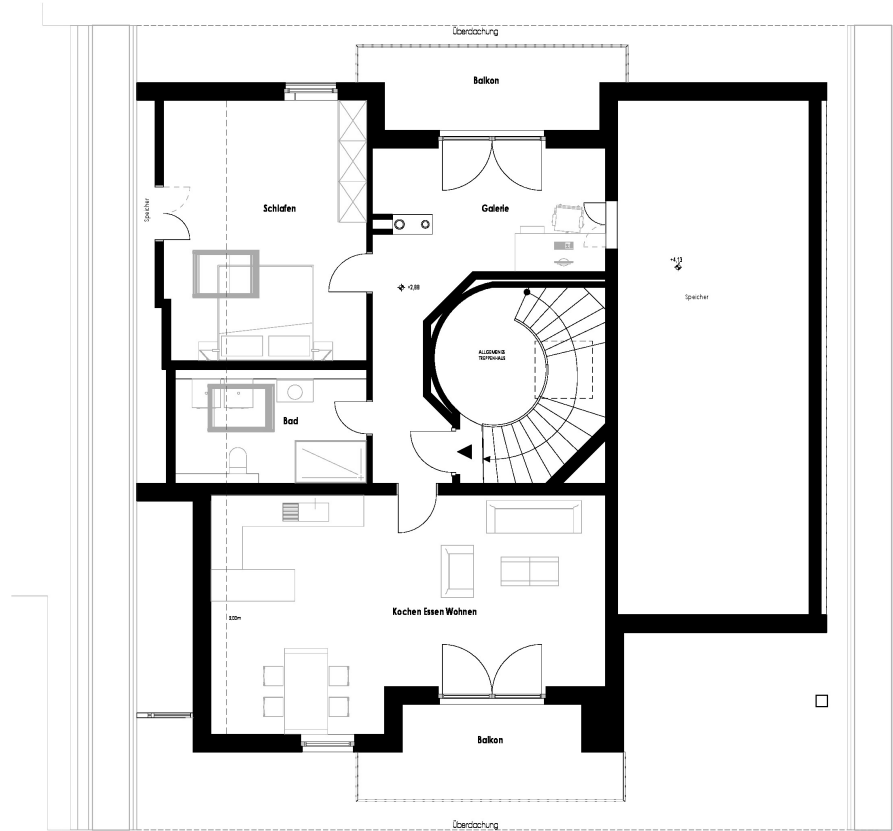 Überdachung
Balkon
Speicher
Schlafen
Galerie
+4,13
+2,88
Speicher
ALLGEMEINES
TREPPENHAUS
Bad
Kochen Essen Wohnen
2,00m
Balkon
Überdachung